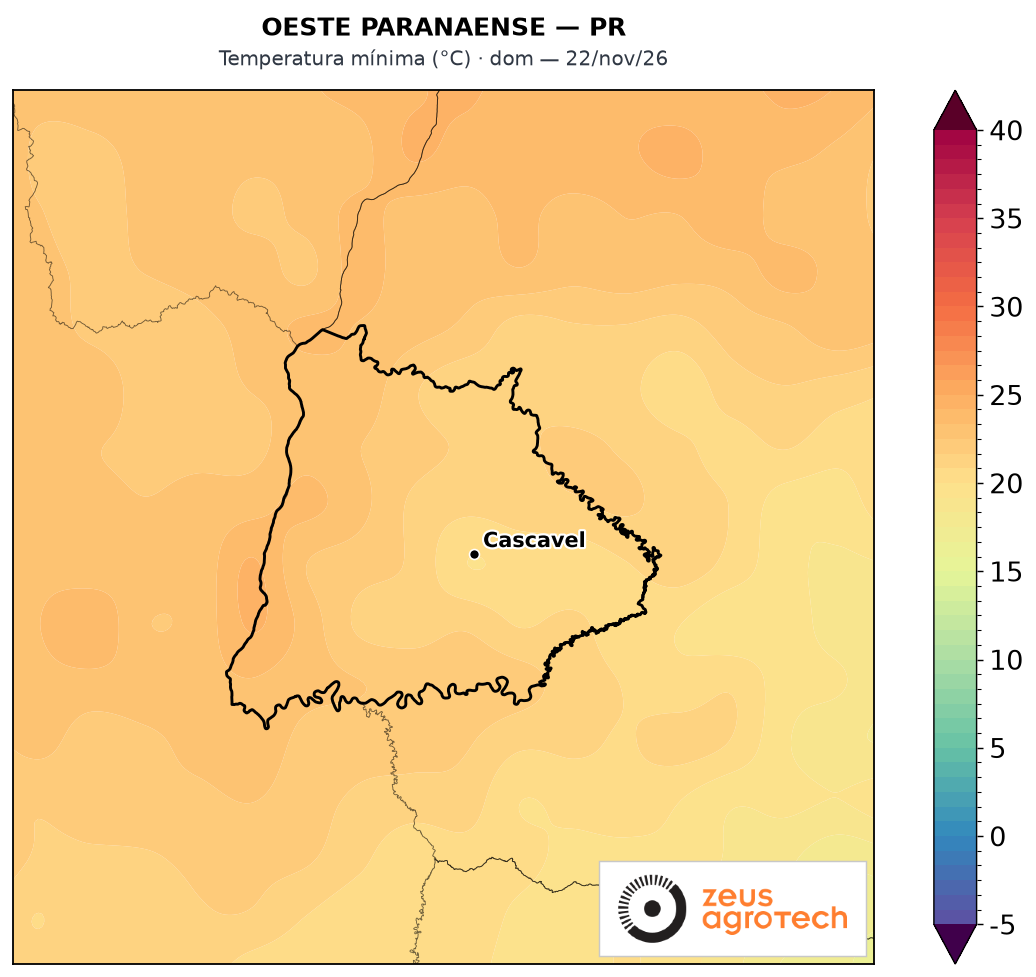 OESTE PARANAENSE — PR
Temperatura mínima (°C) · dom — 22/nov/26
40
35
30
25
20
15
10
5
0
-5
Cascavel
zeus
agrotech